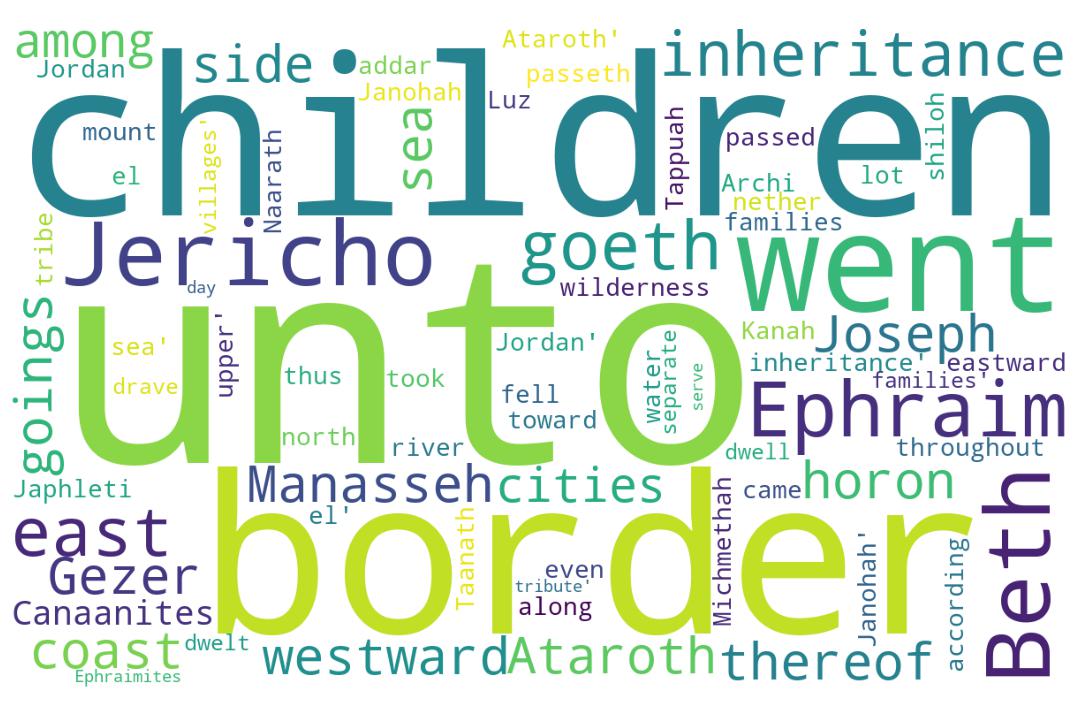 among
Jordan
side
addar
Janohah
Ataroth'
passeth
inheritance
children
Luz
mount
el
villages'
Naarath
sea
Tappuah
passed
Archi
nether
families
lot
shiloh
tribe
Jericho
day
goeth
wilderness
went
goings
unto
sea'
drave
upper'
thus
took
north
river
Jordan'
fell
toward
water
separate
serve
Kanah
Joseph
inheritance'
eastward
families'
Ephraim
throughout
dwell
Japhleti
Manasseh
cities
came
horon
Beth
east
Gezer
Canaanites
border
el'
Taanath
even
tribute'
along
Michmethah
Janohah'
according
coast
dwelt
Ephraimites
westward
Ataroth
thereof